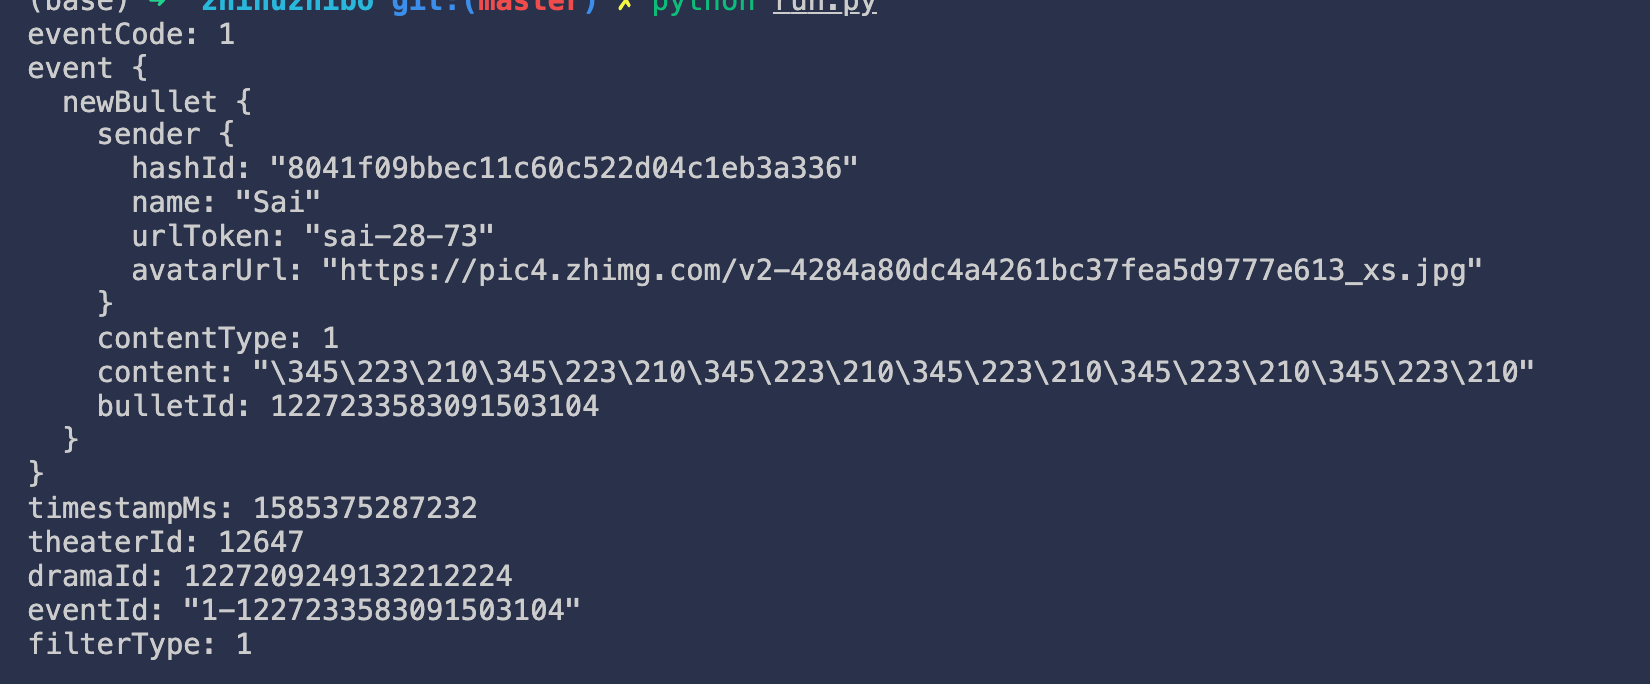 (base) ➜ zhihuzhibo git:(master) ✗ python run.py
eventCode: 1
event {
  newBullet {
    sender {
      hashId: "8041f09bbec11c60c522d04c1eb3a336"
      name: "Sai"
      urlToken: "sai-28-73"
      avatarUrl: "https://pic4.zhimg.com/v2-4284a80dc4a4261bc37fea5d9777e613_xs.jpg"
    }
    contentType: 1
    content: "\345\223\210\345\223\210\345\223\210\345\223\210\345\223\210\345\223\210"
    bulletId: 1227233583091503104
  }
}
timestampMs: 1585375287232
theaterId: 12647
dramaId: 1227209249132212224
eventId: "1-1227233583091503104"
filterType: 1